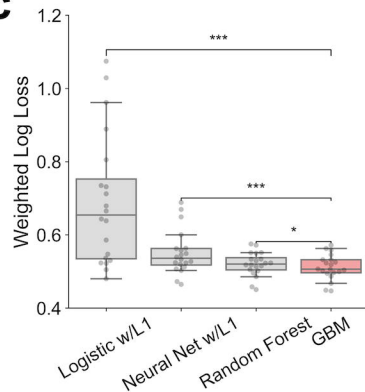 C
1.2
***
1.0
0.8
***
0.6
*
0.4
Weighted Log Loss
Logistic w/L1
Neural Net w/L1
Random Forest
GBM